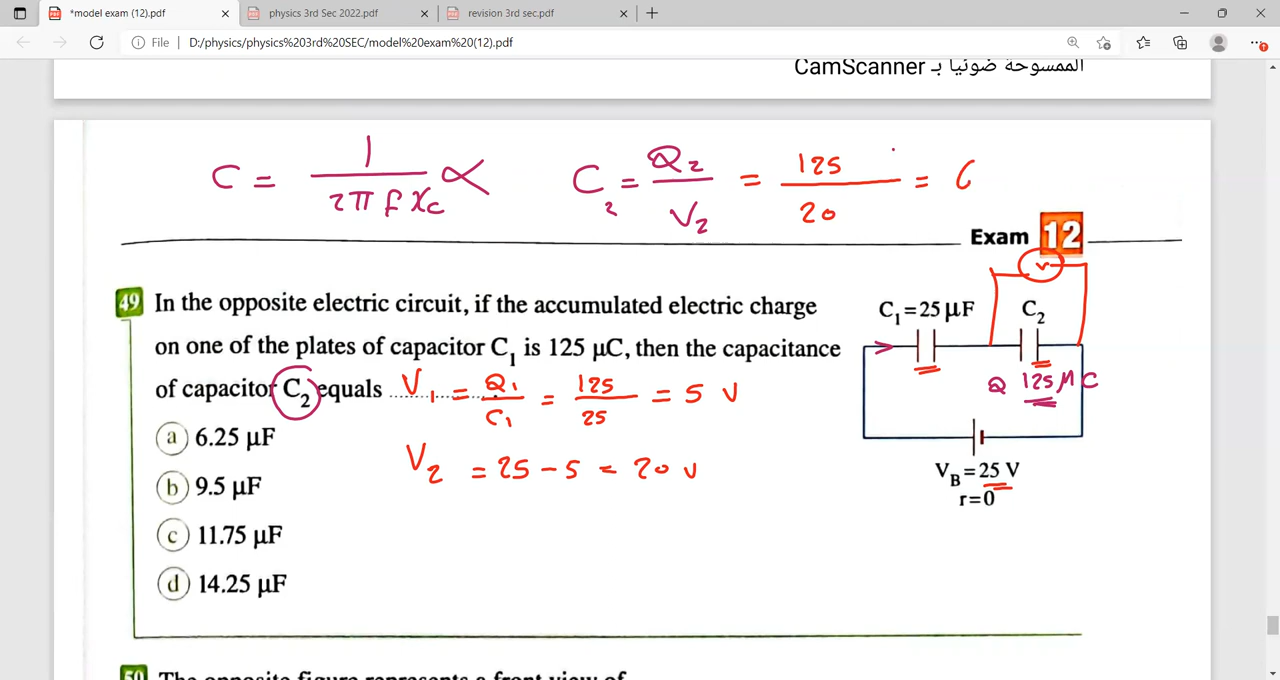 *model exam (12).pdf
physics 3rd Sec 2022.pdf
revision 3rd sec.pdf
File | D:/physics/physics%203rd%20SEC/model%20exam%20(12).pdf
الممسوحة ضوئيا بـ CamScanner
C = 1 / 2π f Xc ∝
C2 = Q2 / V2 = 125 / 20 = 6
Exam 12
49 In the opposite electric circuit, if the accumulated electric charge
on one of the plates of capacitor C1 is 125 μC, then the capacitance
of capacitor C2 equals ..............
V1 = Q1 / C1 = 125 / 25 = 5 V
V2 = 25 - 5 = 20 V
a 6.25 μF
b 9.5 μF
c 11.75 μF
d 14.25 μF
V
C1 = 25 μF
C2
Q 125 M C
VB = 25 V
r=0
50 The opposite figure represents a front view of